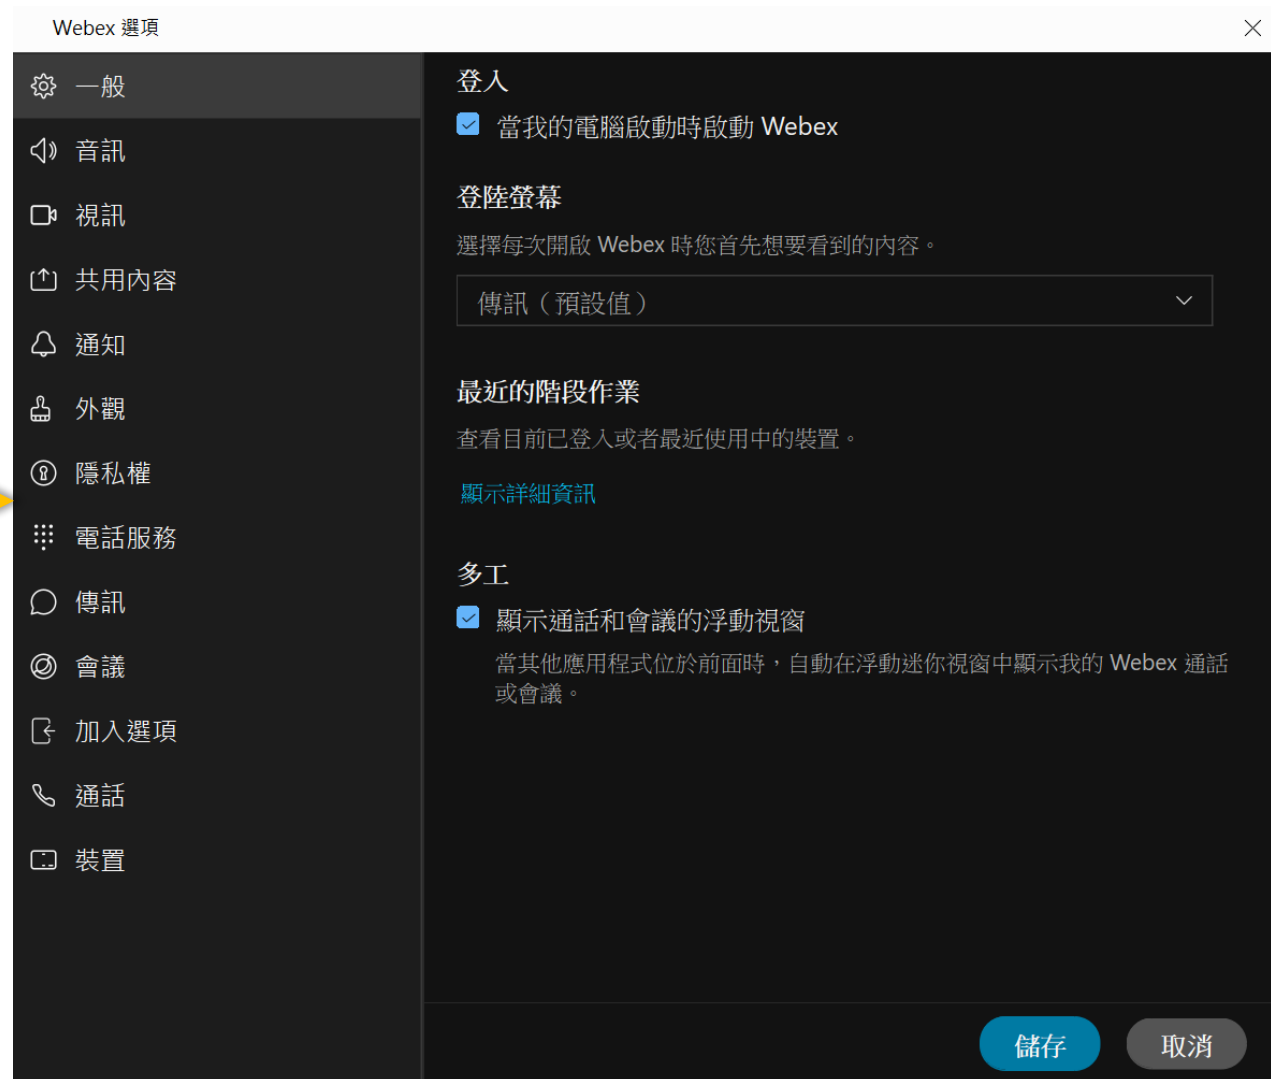 Webex 選項
一般
音訊
視訊
共用內容
通知
外觀
隱私權
電話服務
傳訊
會議
加入選項
通話
裝置
登入
當我的電腦啟動時啟動 Webex
登陸螢幕
選擇每次開啟 Webex 時您首先想要看到的內容。
傳訊（預設值）
最近的階段作業
查看目前已登入或者最近使用中的裝置。
顯示詳細資訊
多工
顯示通話和會議的浮動視窗
當其他應用程式位於前面時，自動在浮動迷你視窗中顯示我的 Webex 通話
或會議。
儲存
取消